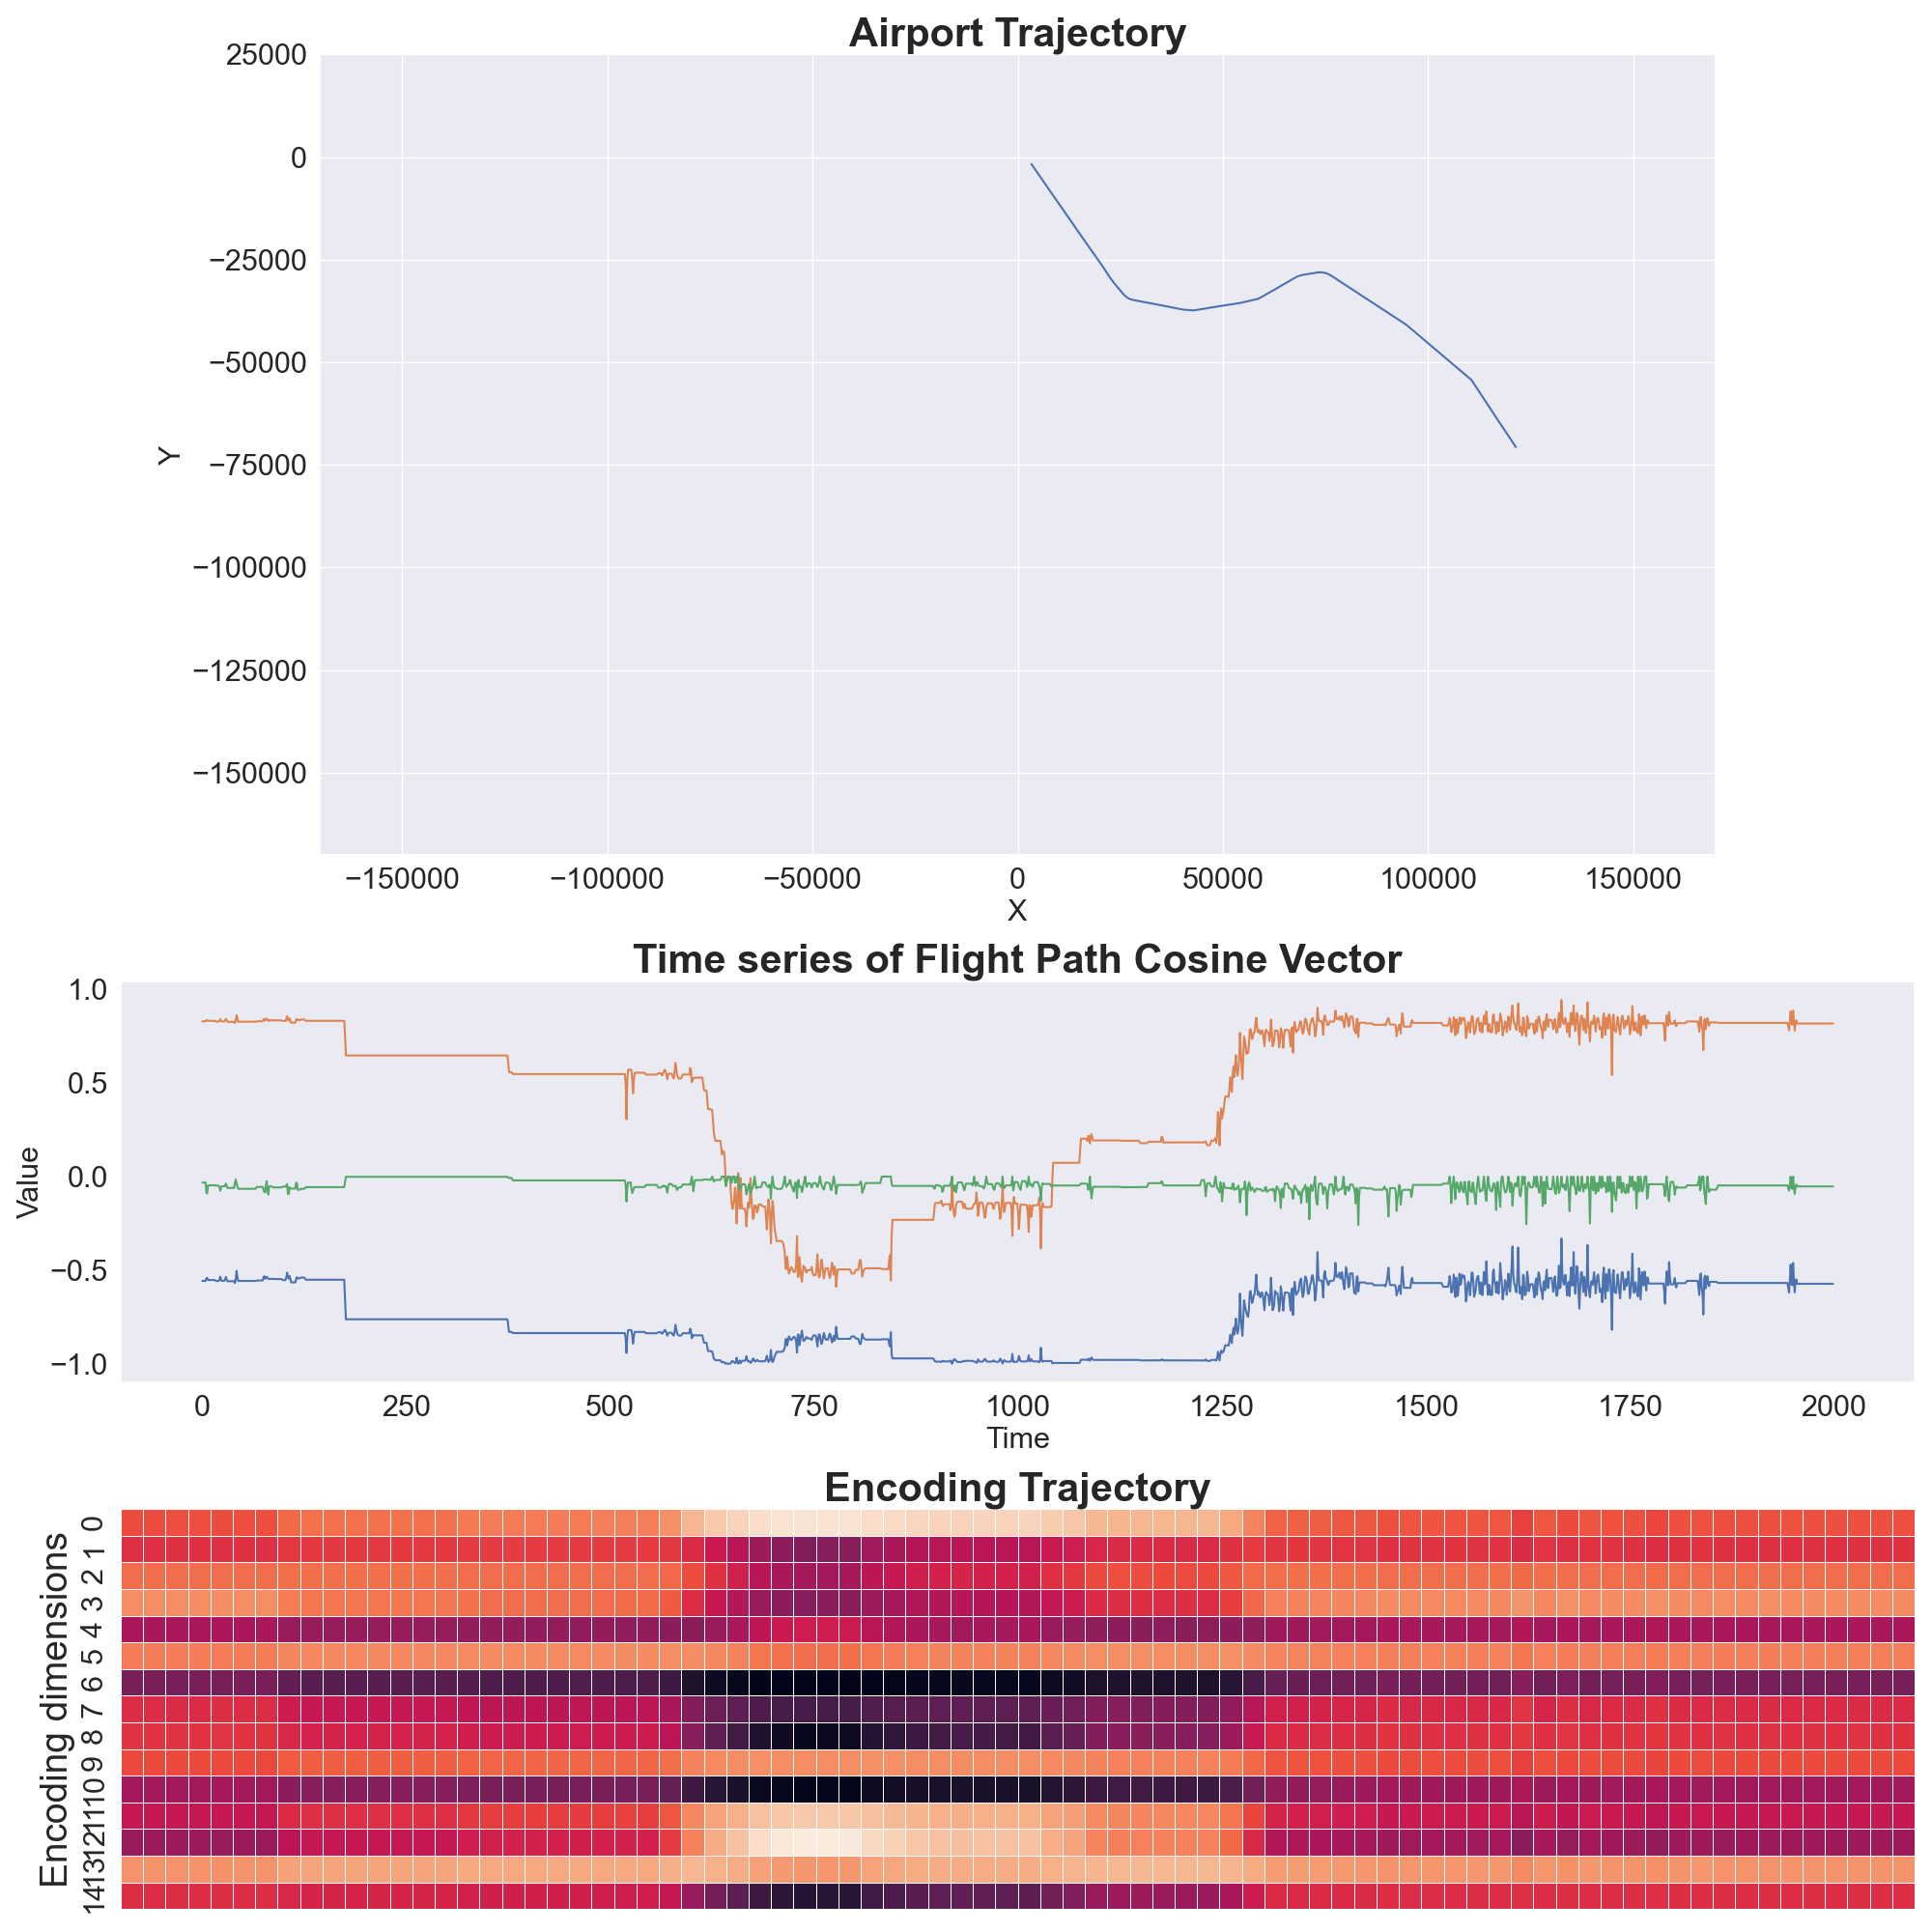 Airport Trajectory
25000
0
−25000
−50000
−75000
−100000
−125000
−150000
Y
−150000 −100000 −50000 0 50000 100000 150000
X
Time series of Flight Path Cosine Vector
1.0
0.5
0.0
−0.5
−1.0
Value
0 250 500 750 1000 1250 1500 1750 2000
Time
Encoding Trajectory
Encoding dimensions
0
1
2
3
4
5
6
7
8
9
10
11
12
13
14